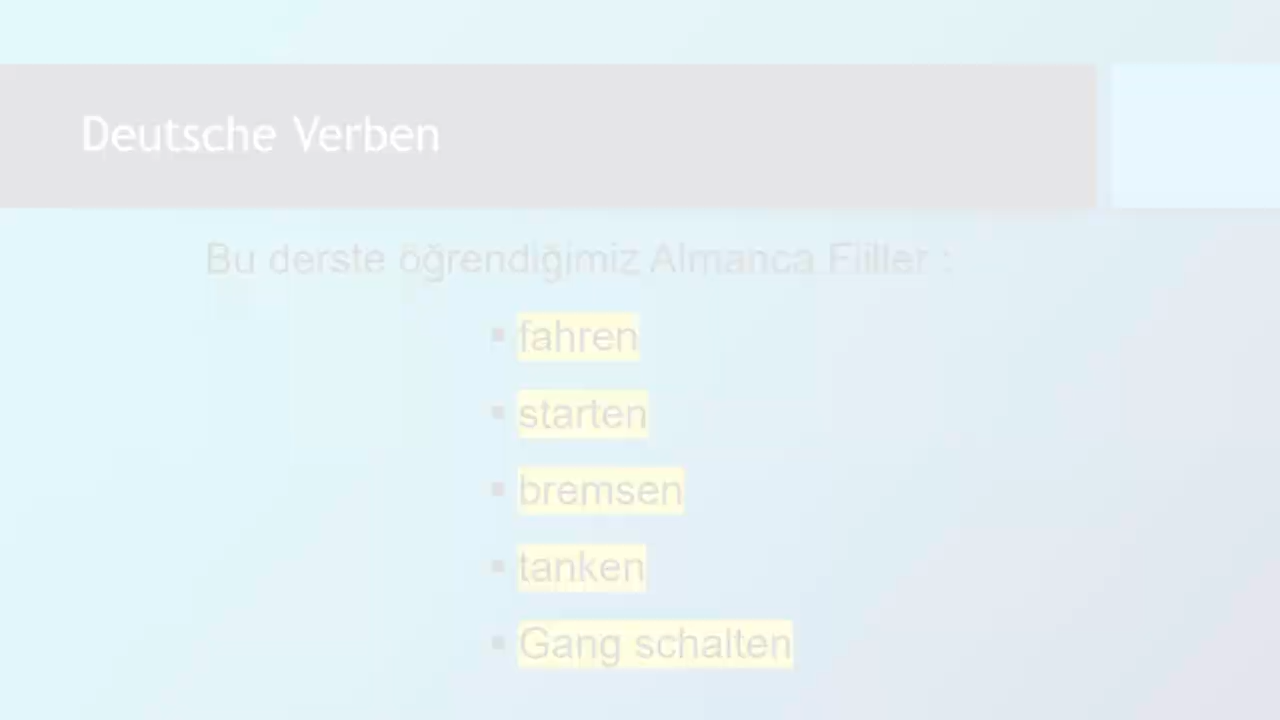 Deutsche Verben
Bu derste öğrendiğimiz Almanca Fiiller :
▪ fahren
▪ starten
▪ bremsen
▪ tanken
▪ Gang schalten